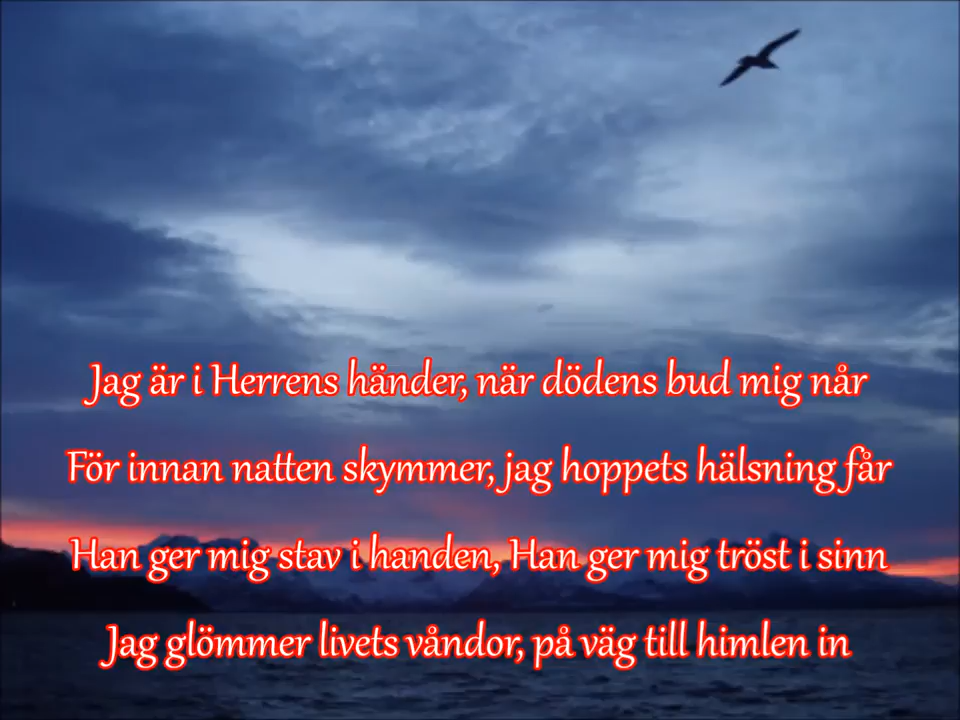 Jag är i Herrens händer, när dödens bud mig når
För innan natten skymmer, jag hoppets hälsning får
Han ger mig stav i handen, Han ger mig tröst i sinn
Jag glömmer livets våndor, på väg till himlen in